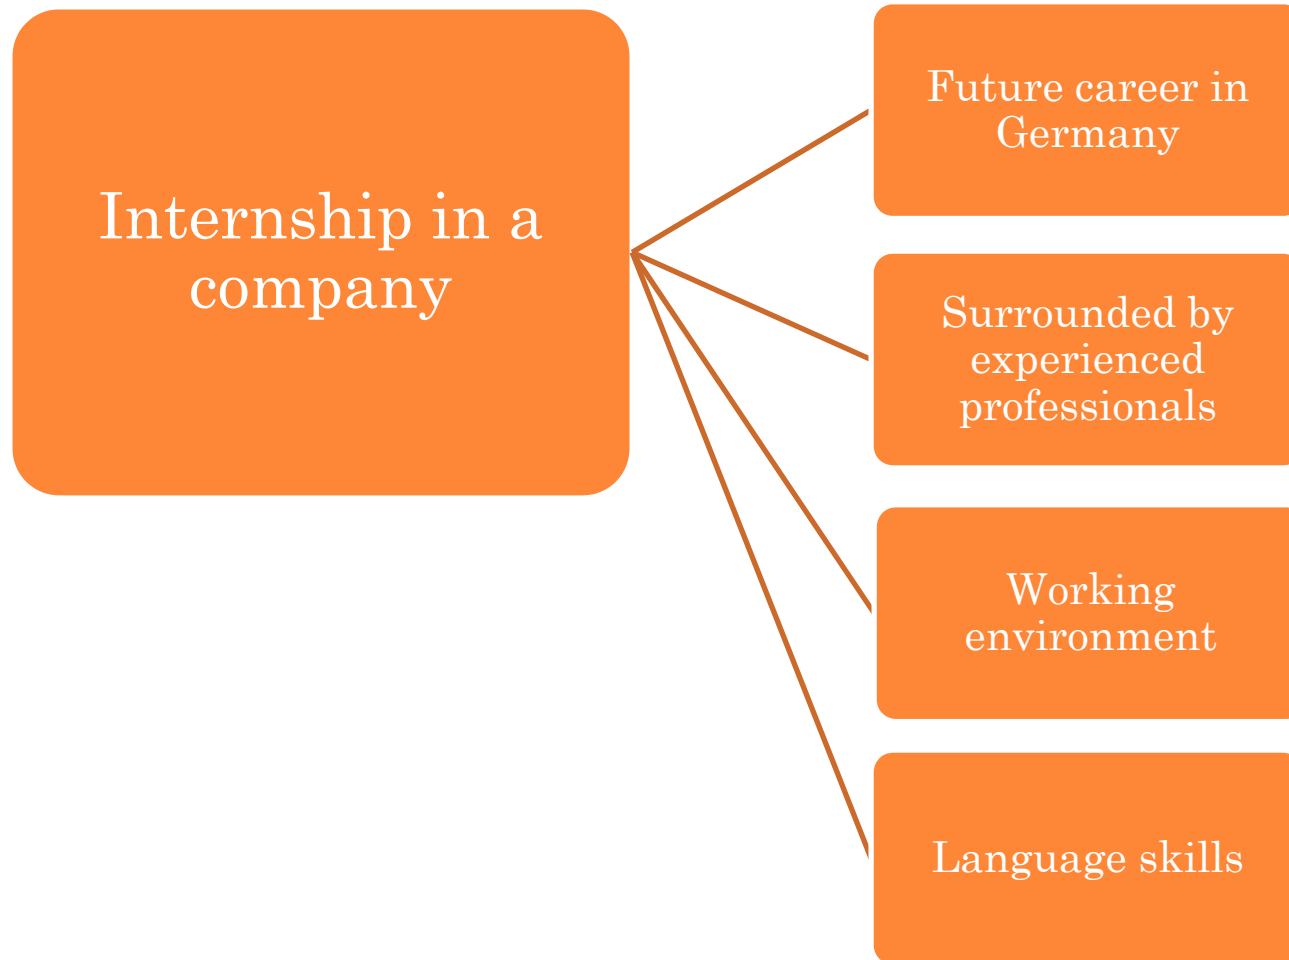 Internship in a
company
Future career in
Germany
Surrounded by
experienced
professionals
Working
environment
Language skills